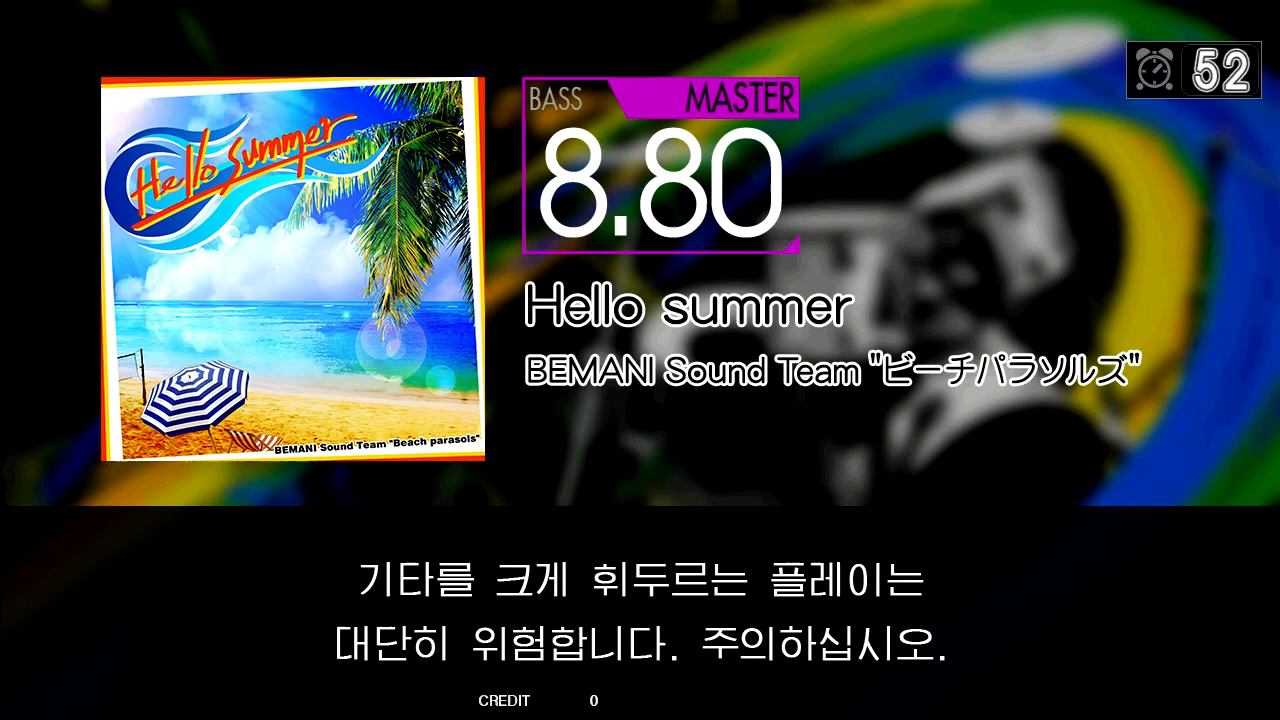 52
Hello summer
BEMANI Sound Team "Beach parasols"
BASS MASTER
8.80
Hello summer
BEMANI Sound Team "ビーチパラソルズ"
기타를 크게 휘두르는 플레이는
대단히 위험합니다. 주의하십시오.
CREDIT 0